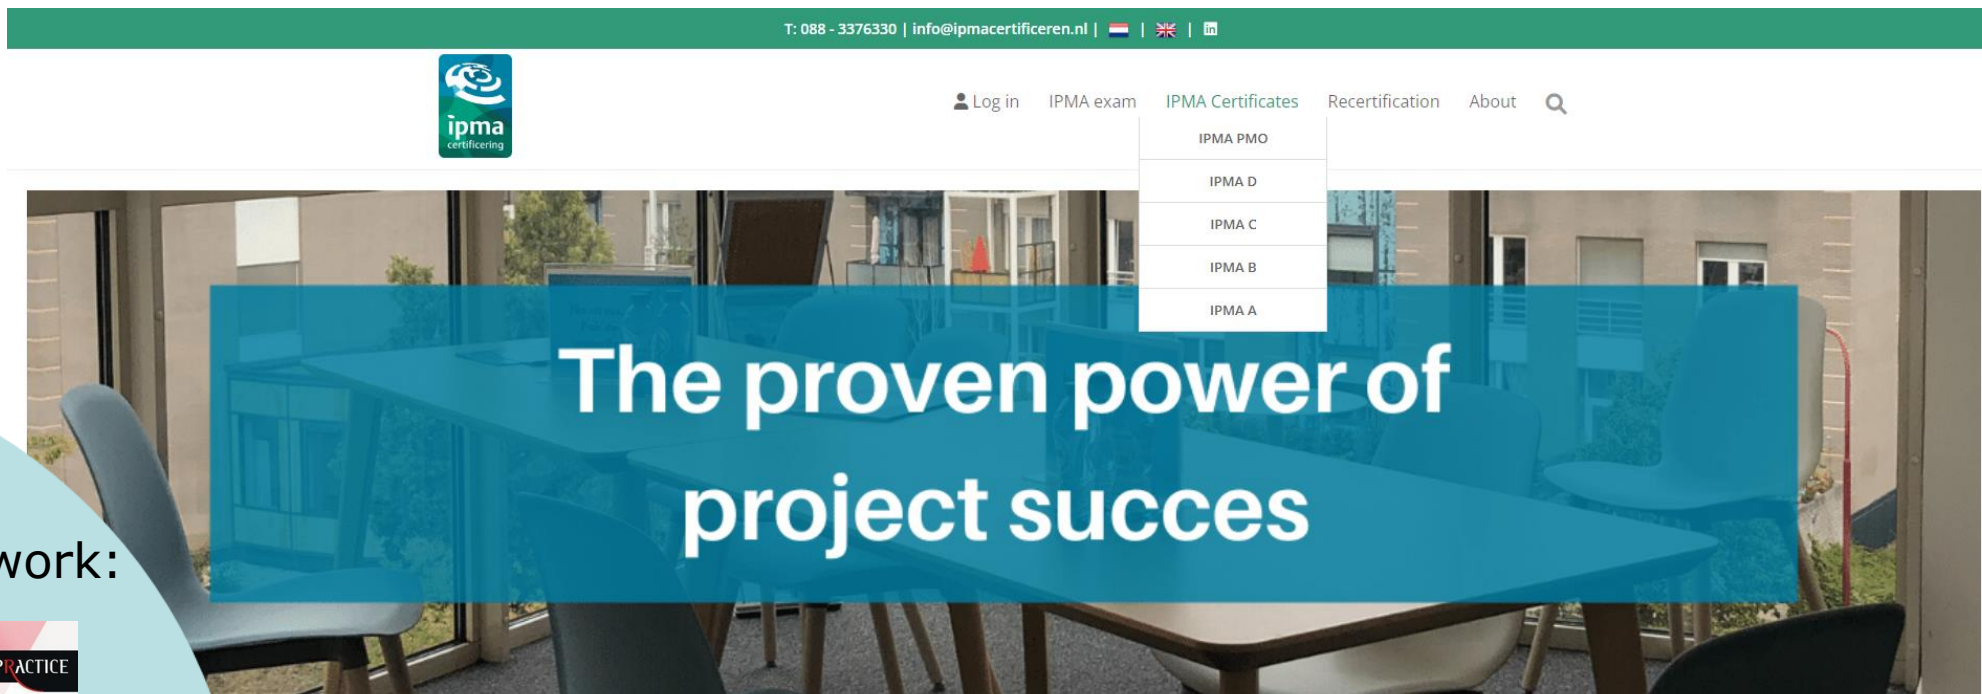 T: 088 - 3376330 | info@ipmacertificeren.nl | | |
ipma
certificering
Log in IPMA exam IPMA Certificates Recertification About
IPMA PMO
IPMA D
IPMA C
IPMA B
IPMA A
The proven power of
project succes
work:
PRACTICE